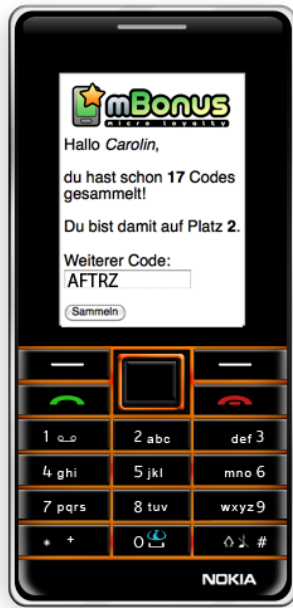 mBonus
micro loyalty
Hallo Carolin,
du hast schon 17 Codes
gesammelt!
Du bist damit auf Platz 2.
Weiterer Code:
AFTRZ
Sammeln
1 2 abc def 3
4 ghi 5 jkl mno 6
7 pqrs 8 tuv wxyz 9
* + 0 #
NOKIA